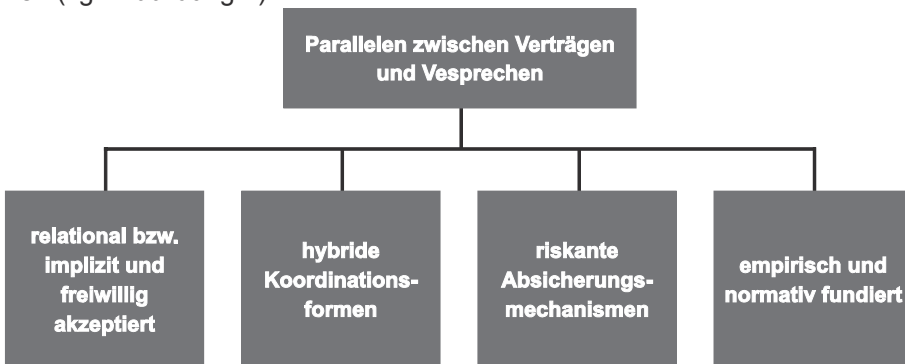 Parallelen zwischen Verträgen
und Vesprechen
relational bzw.
implizit und
freiwillig
akzeptiert
hybride
Koordinations-
formen
riskante
Absicherungs-
mechanismen
empirisch und
normativ fundiert